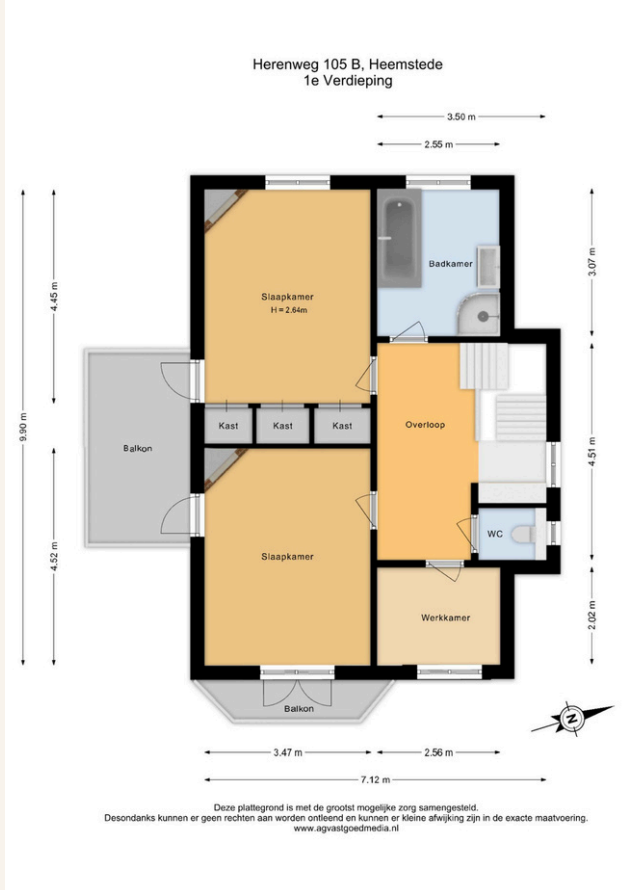 Herenweg 105 B, Heemstede
1e Verdieping
3.50 m
2.55 m
Badkamer
Slaapkamer
H = 2.64m
4.45 m
3.07 m
9.90 m
Balkon
Kast
Kast
Kast
Overloop
4.51 m
4.52 m
Slaapkamer
WC
Werkkamer
2.02 m
Balkon
N
3.47 m
2.56 m
7.12 m
Deze plattegrond is met de grootst mogelijke zorg samengesteld.
Desondanks kunnen er geen rechten aan worden ontleend en kunnen er kleine afwijking zijn in de exacte maatvoering.
www.agvastgoedmedia.nl